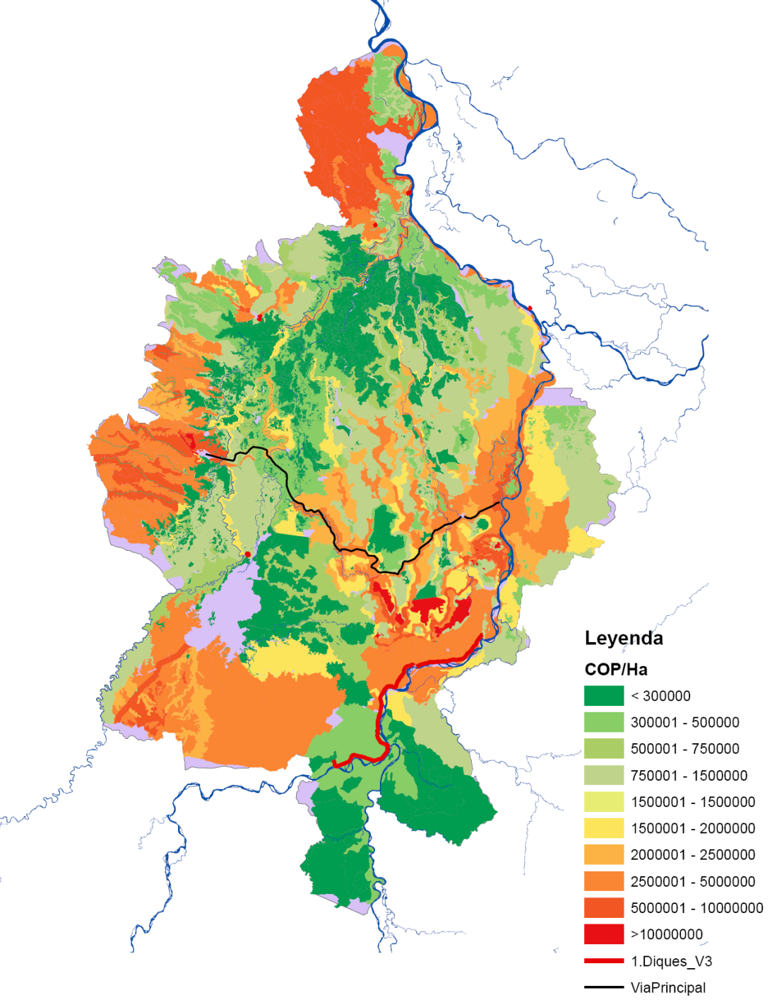 Leyenda
COP/Ha
< 300000
300001 - 500000
500001 - 750000
750001 - 1500000
1500001 - 1500000
1500001 - 2000000
2000001 - 2500000
2500001 - 5000000
5000001 - 10000000
>10000000
1.Diques_V3
ViaPrincipal